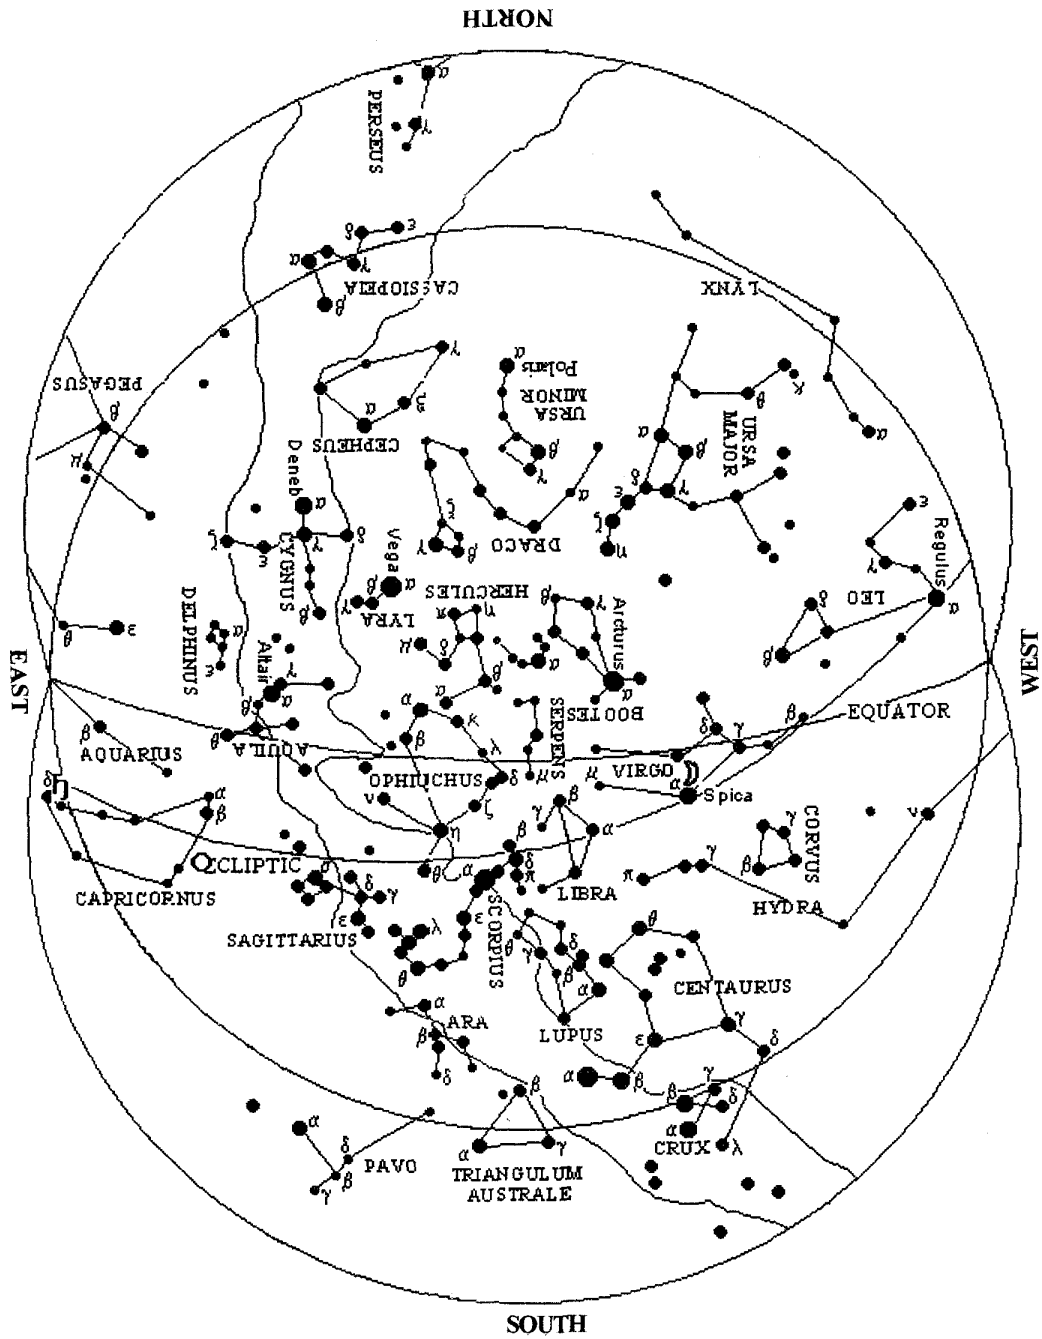 NORTH
α
PERSEUS
γ
δ
ε
α
γ
CASSIOPEIA
β
LYNX
γ
α
Polaris
URSA
MINOR
β
γ
PEGASUS
β
μ
ζ
α
CEPHEUS
κ
θ
URSA
MAJOR
α
β
γ
δ
ε
ζ
η
α
Deneb
α
γ
δ
ζ
ε
CYGNUS
β
α
ζ
γ
β
DRACO
ε
γ
Regulus
α
LEO
δ
β
Vega
α
β
γ
LYRA
HERCULES
π
η
μ
δ
β
α
β
γ
Arcturus
α
BOOTES
α
DELPHINUS
α
ε
θ
ε
EAST
WEST
Altair
γ
α
β
θ
AQUILA
β
AQUARIUS
α
κ
β
λ
OPHIUCHUS
δ
ζ
ν
η
θ
SERPENS
μ
μ
VIRGO
δ
γ
β
α
Spica
EQUATOR
δ
α
β
ECLIPTIC
CAPRICORNUS
β
γ
α
LIBRA
γ
β
CORVUS
ν
π
γ
HYDRA
σ
δ
γ
ε
SAGITTARIUS
β
δ
π
α
SCORPIUS
ε
λ
θ
θ
γ
δ
β
α
LUPUS
θ
CENTAURUS
γ
δ
ε
α
β
α
ARA
β
δ
β
TRIANGULUM
AUSTRALE
α
γ
γ
β
δ
α
CRUX
λ
α
δ
β
γ
PAVO
SOUTH